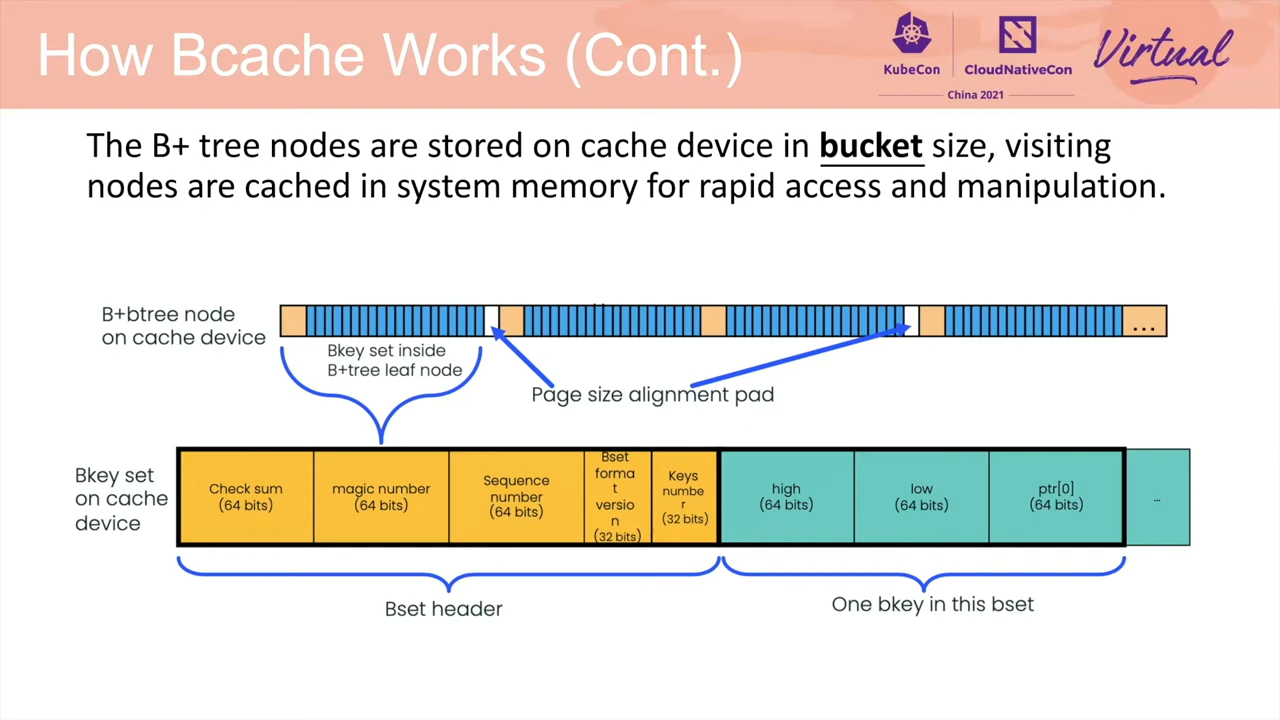 How Bcache Works (Cont.)
KubeCon
CloudNativeCon
China 2021
Virtual
The B+ tree nodes are stored on cache device in bucket size, visiting
nodes are cached in system memory for rapid access and manipulation.
B+btree node
on cache device
...
Bkey set inside
B+tree leaf node
Page size alignment pad
Bkey set
on cache
device
Check sum
(64 bits)
magic number
(64 bits)
Sequence
number
(64 bits)
Bset
forma
t
versio
n
(32 bits)
Keys
numbe
r
(32 bits)
high
(64 bits)
low
(64 bits)
ptr[0]
(64 bits)
...
Bset header
One bkey in this bset